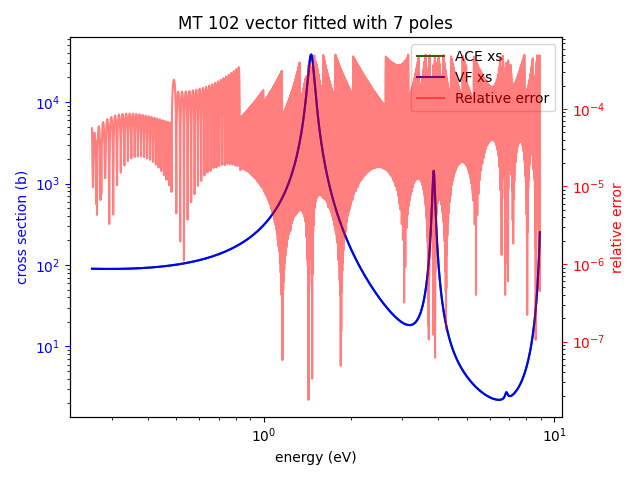 MT 102 vector fitted with 7 poles
ACE xs
VF xs
Relative error
cross section (b)
10^4
10^3
10^2
10^1
relative error
10^-4
10^-5
10^-6
10^-7
10^0
10^1
energy (eV)